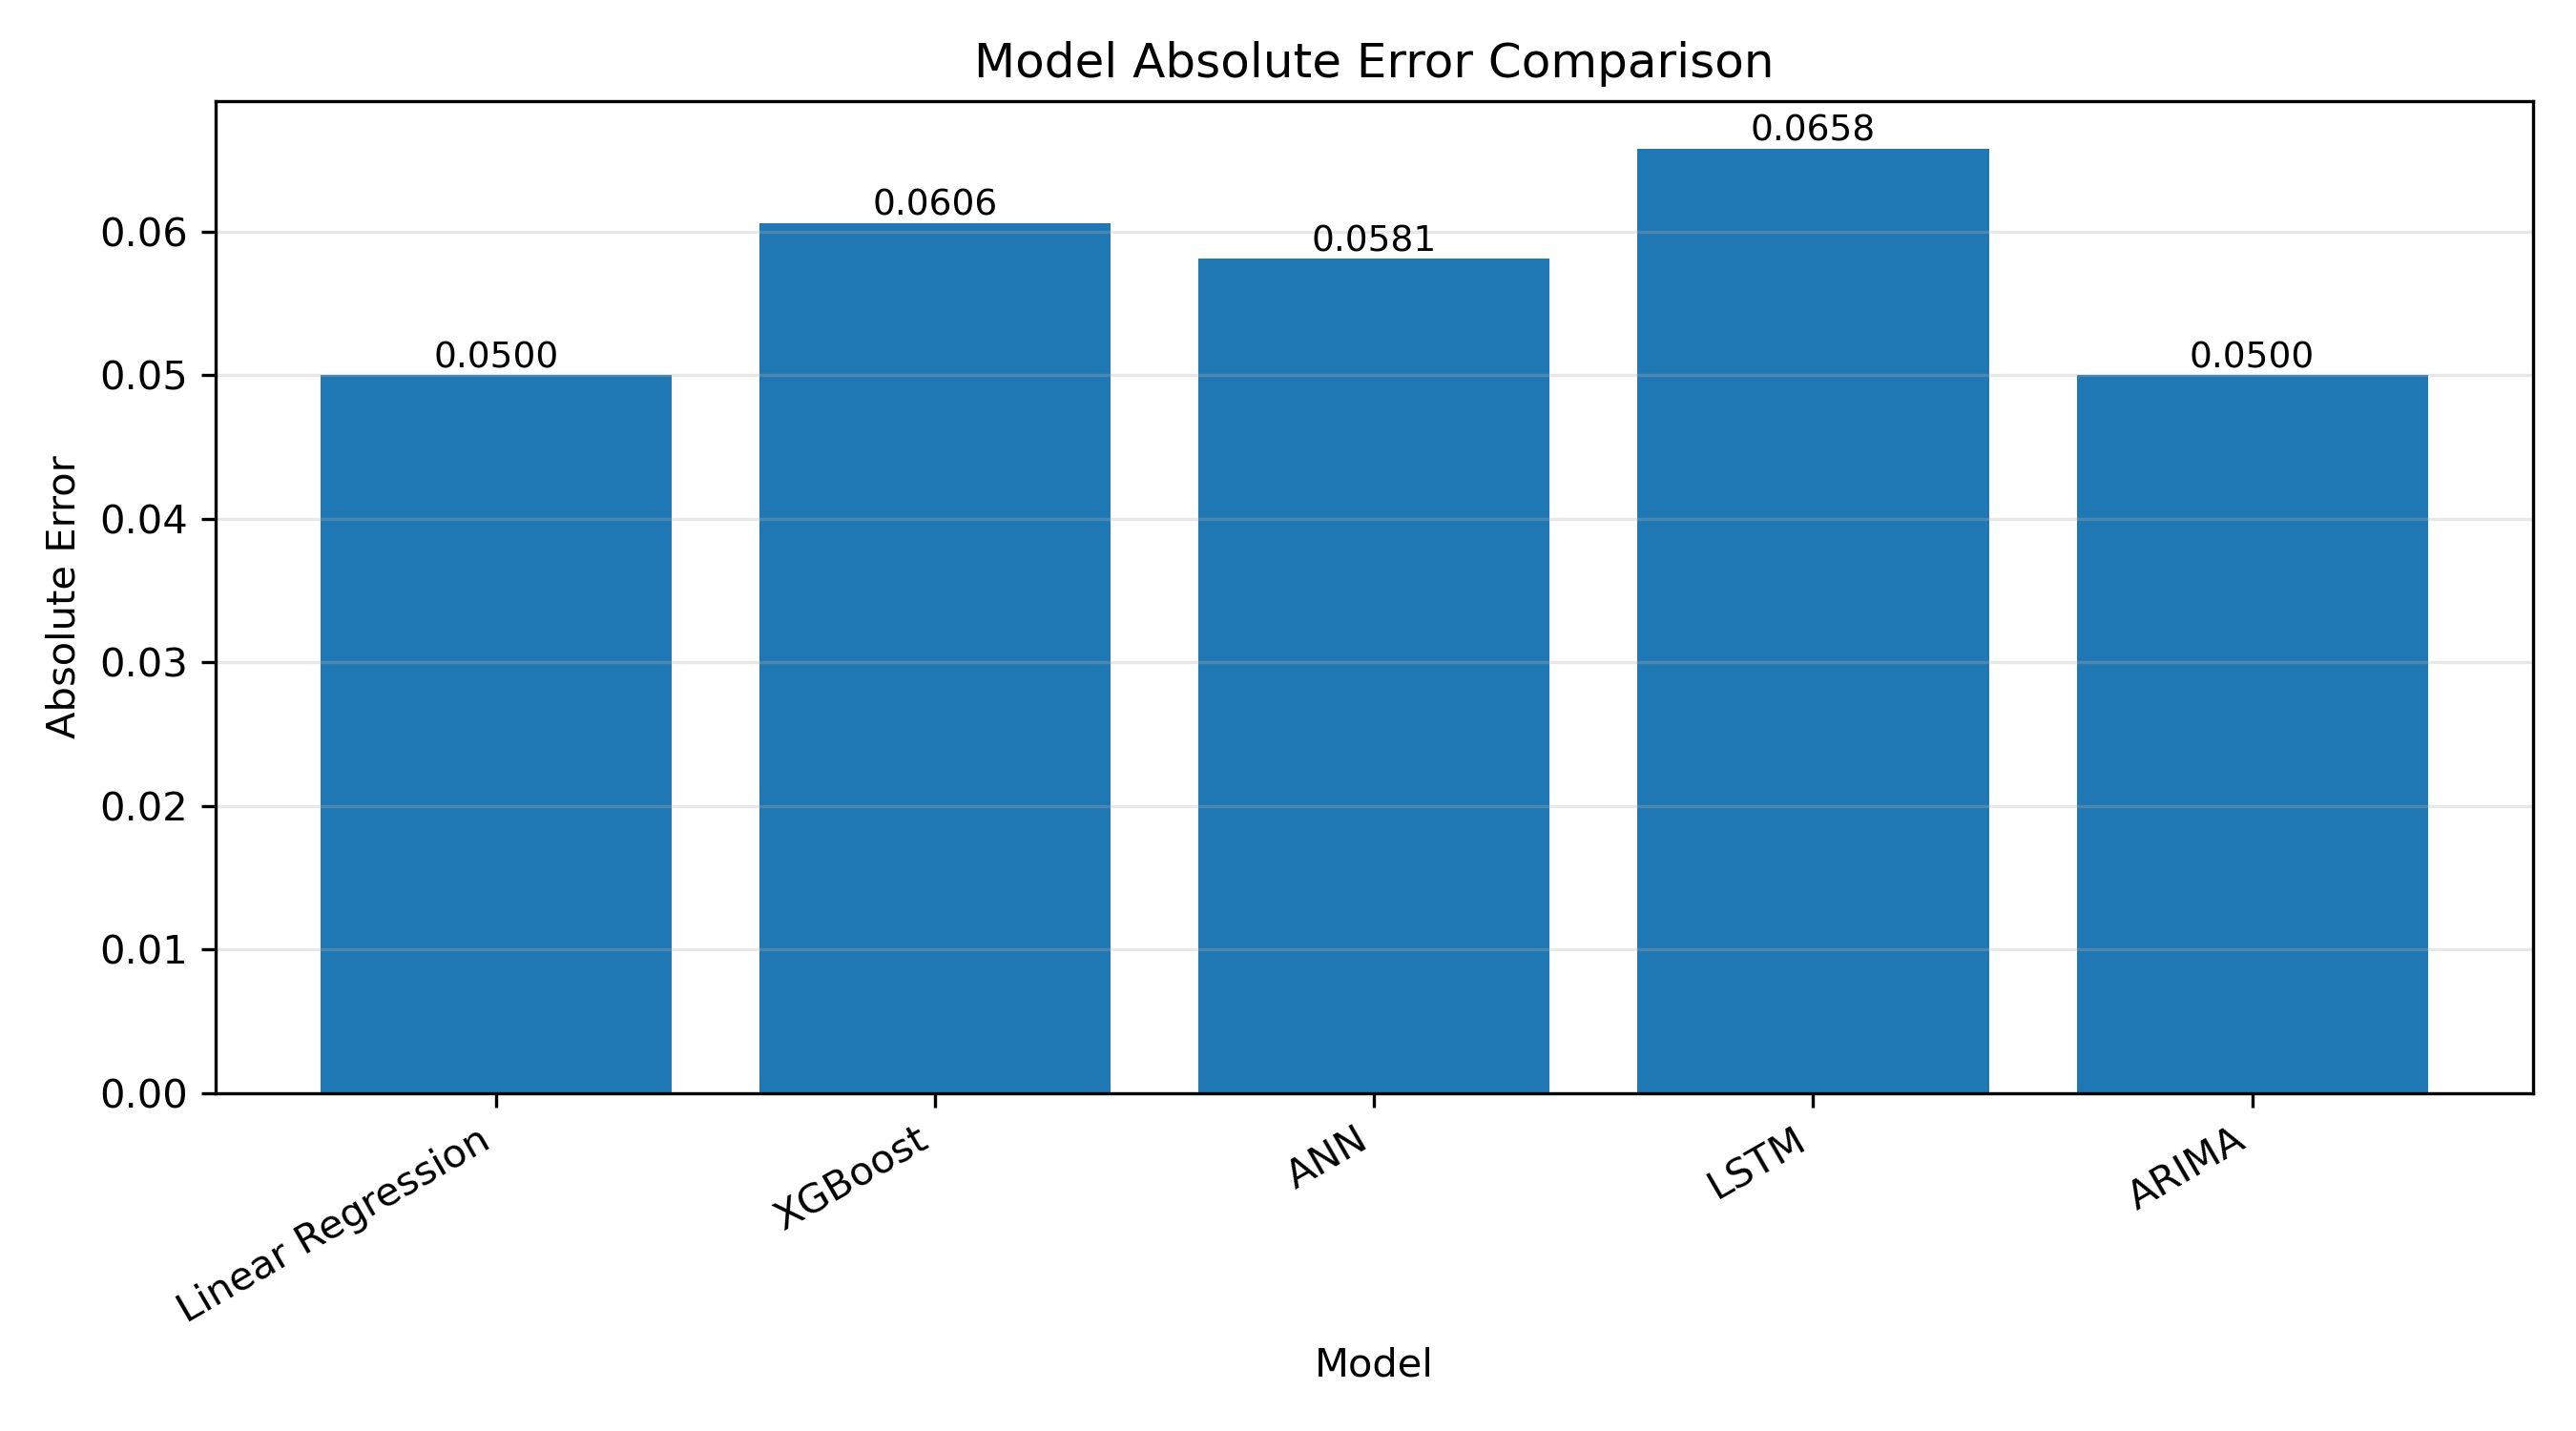 Model Absolute Error Comparison
Absolute Error
0.06
0.05
0.04
0.03
0.02
0.01
0.00
0.0500
0.0606
0.0581
0.0658
0.0500
Linear Regression
XGBoost
ANN
LSTM
ARIMA
Model